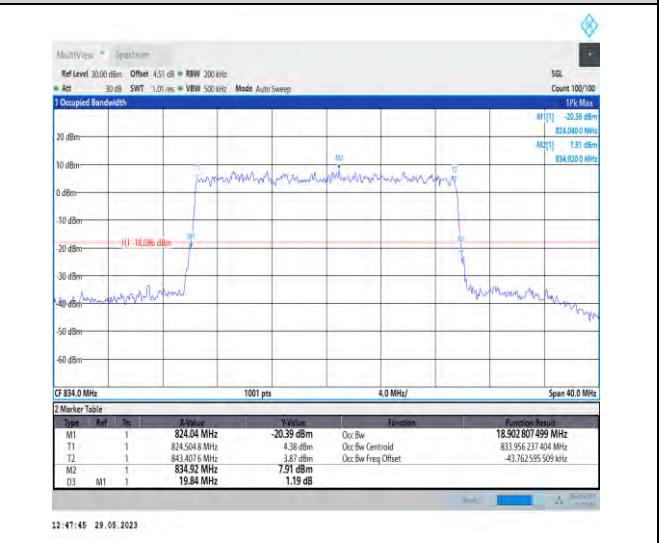 MultiView Spectrum
Ref Level 30.00 dBm Offset 4.51 dB RBW 200 kHz SGL
Att 30 dB SWT 1.01 ms VBW 500 kHz Mode Auto Sweep Count 100/100
1 Occupied Bandwidth 1Pk Max
M1[1] -20.39 dBm
824.040 0 MHz
M2[1] 7.91 dBm
834.920 0 MHz
20 dBm
M2
10 dBm
T2
0 dBm
-10 dBm
M1
H1 -18.086 dBm
-20 dBm
-30 dBm
-40 dBm
-50 dBm
-60 dBm
CF 834.0 MHz 1001 pts 4.0 MHz/ Span 40.0 MHz
2 Marker Table
Type Ref Trc X-Value Y-Value Function Function Result
M1 1 824.04 MHz -20.39 dBm Occ Bw 18.902 807 499 MHz
T1 1 824.504 8 MHz 4.38 dBm Occ Bw Centroid 833.956 237 404 MHz
T2 1 843.407 6 MHz 3.87 dBm Occ Bw Freq Offset -43.762 595 509 kHz
M2 1 834.92 MHz 7.91 dBm
D3 M1 1 19.84 MHz 1.19 dB
12:47:45 29.05.2023